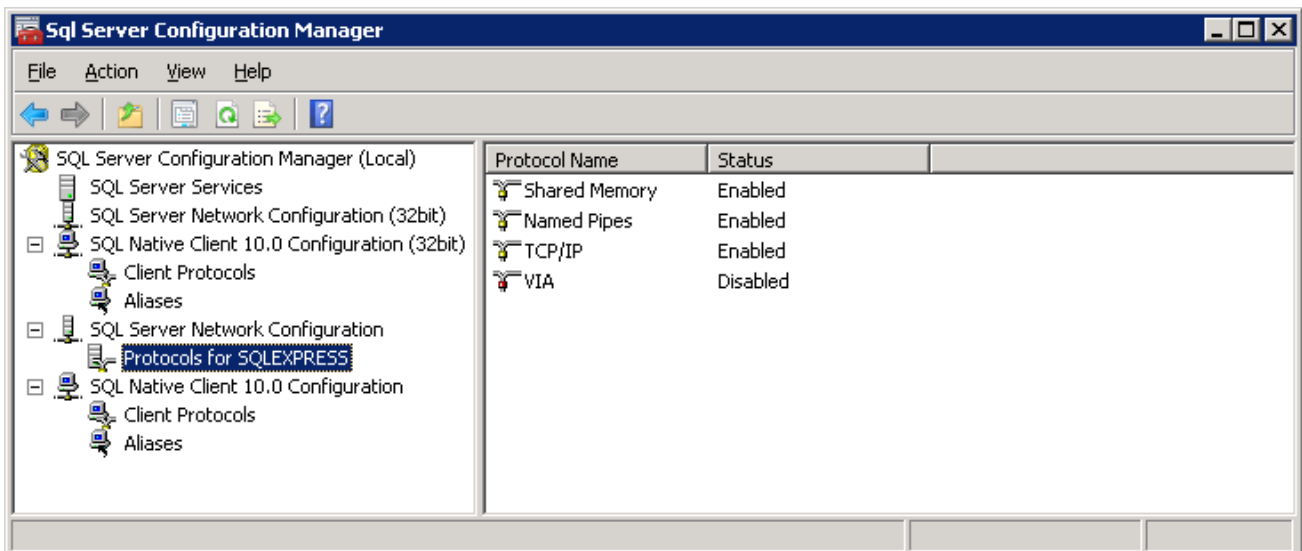 Sql Server Configuration Manager
File Action View Help
SQL Server Configuration Manager (Local)
SQL Server Services
SQL Server Network Configuration (32bit)
SQL Native Client 10.0 Configuration (32bit)
Client Protocols
Aliases
SQL Server Network Configuration
Protocols for SQLEXPRESS
SQL Native Client 10.0 Configuration
Client Protocols
Aliases
Protocol Name Status
Shared Memory Enabled
Named Pipes Enabled
TCP/IP Enabled
VIA Disabled